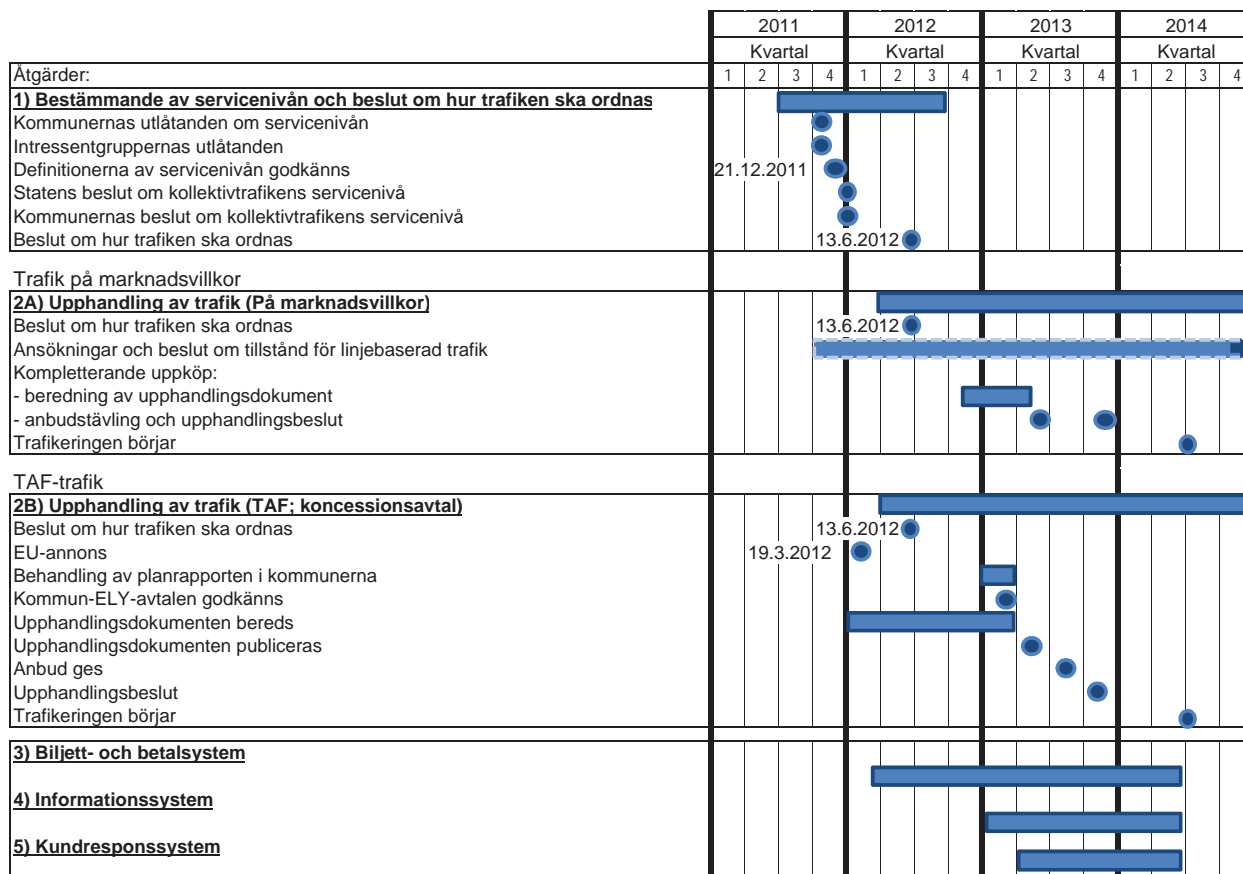 2011 2012 2013 2014
Kvartal Kvartal Kvartal Kvartal
Åtgärder: 1 2 3 4 1 2 3 4 1 2 3 4 1 2 3 4
1) Bestämmande av servicenivån och beslut om hur trafiken ska ordnas
Kommunernas utlåtanden om servicenivån
Intressentgruppernas utlåtanden
Definitionerna av servicenivån godkänns 21.12.2011
Statens beslut om kollektivtrafikens servicenivå
Kommunernas beslut om kollektivtrafikens servicenivå
Beslut om hur trafiken ska ordnas 13.6.2012
Trafik på marknadsvillkor
2A) Upphandling av trafik (På marknadsvillkor)
Beslut om hur trafiken ska ordnas 13.6.2012
Ansökningar och beslut om tillstånd för linjebaserad trafik
Kompletterande uppköp:
- beredning av upphandlingsdokument
- anbudstävling och upphandlingsbeslut
Trafikeringen börjar
TAF-trafik
2B) Upphandling av trafik (TAF; koncessionsavtal)
Beslut om hur trafiken ska ordnas 13.6.2012
EU-annons 19.3.2012
Behandling av planrapporten i kommunerna
Kommun-ELY-avtalen godkänns
Upphandlingsdokumenten bereds
Upphandlingsdokumenten publiceras
Anbud ges
Upphandlingsbeslut
Trafikeringen börjar
3) Biljett- och betalsystem
4) Informationssystem
5) Kundresponssystem